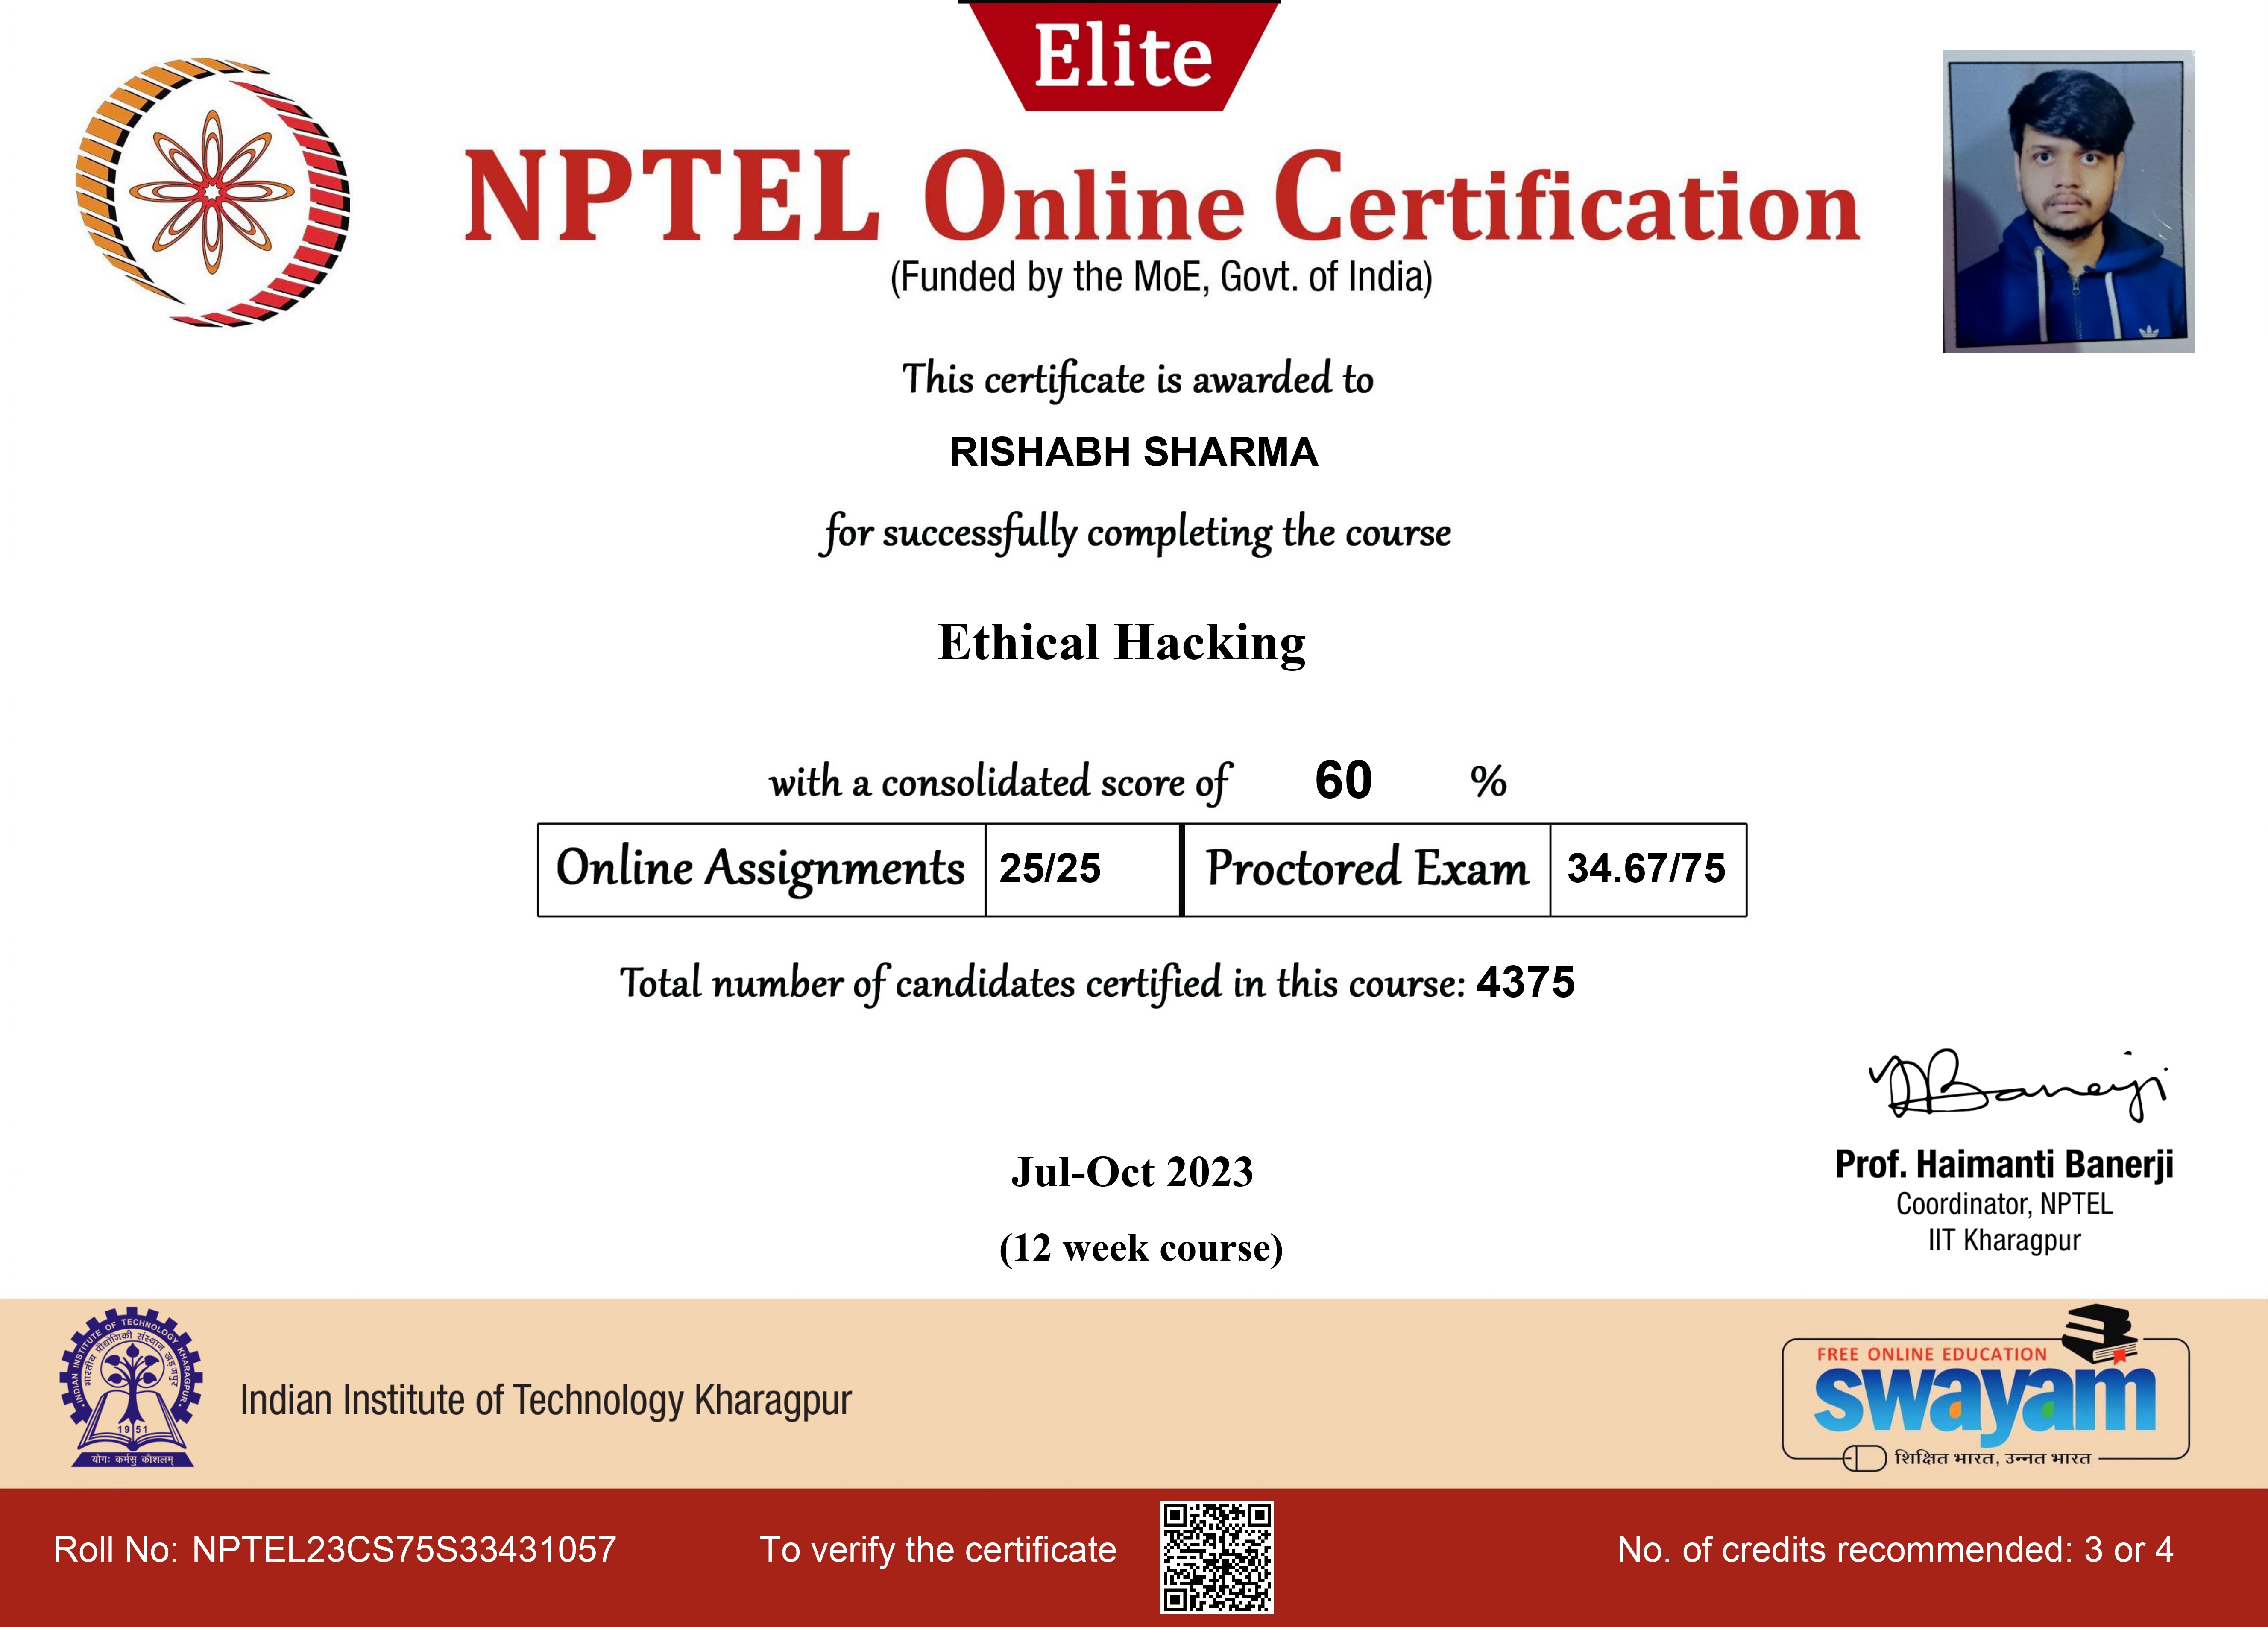 Elite
NPTEL Online Certification
(Funded by the MoE, Govt. of India)
This certificate is awarded to
RISHABH SHARMA
for successfully completing the course
Ethical Hacking
with a consolidated score of 60 %
Online Assignments 25/25 Proctored Exam 34.67/75
Total number of candidates certified in this course: 4375
Banerji
Prof. Haimanti Banerji
Coordinator, NPTEL
IIT Kharagpur
Jul-Oct 2023
(12 week course)
INDIAN INSTITUTE OF TECHNOLOGY KHARAGPUR
भारतीय प्रौद्योगिकी संस्थान खड़गपुर
19 51
योगः कर्मसु कौशलम्
Indian Institute of Technology Kharagpur
FREE ONLINE EDUCATION
swayam
शिक्षित भारत, उन्नत भारत
Roll No: NPTEL23CS75S33431057
To verify the certificate
No. of credits recommended: 3 or 4